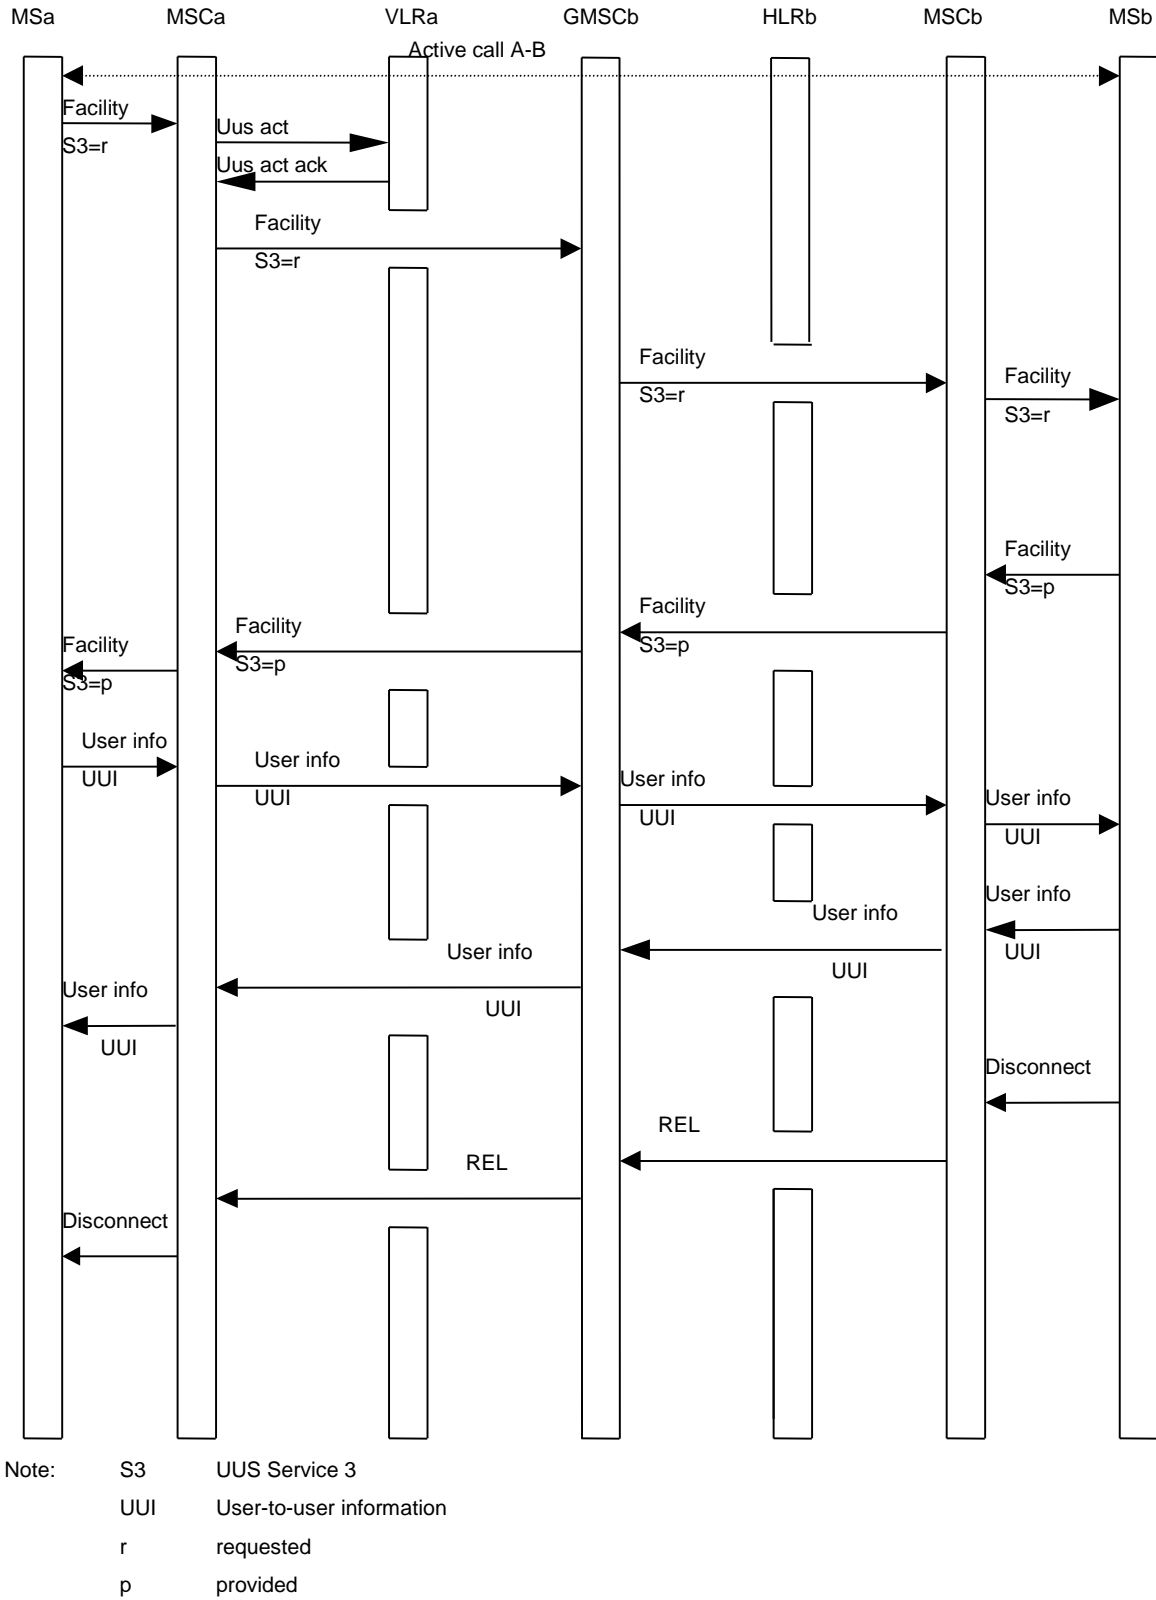 MSa MSCa VLRa GMSCb HLRb MSCb MSb
Active call A-B
Facility
S3=r
Uus act
Uus act ack
Facility
S3=r
Facility
S3=r
Facility
S3=r
Facility
S3=p
Facility
S3=p
Facility
S3=p
Facility
S3=p
User info
UUI
User info
UUI
User info
UUI
User info
UUI
User info
UUI
User info
UUI
User info
UUI
User info
UUI
Disconnect
REL
REL
Disconnect
Note: S3 UUS Service 3
UUI User-to-user information
r requested
p provided